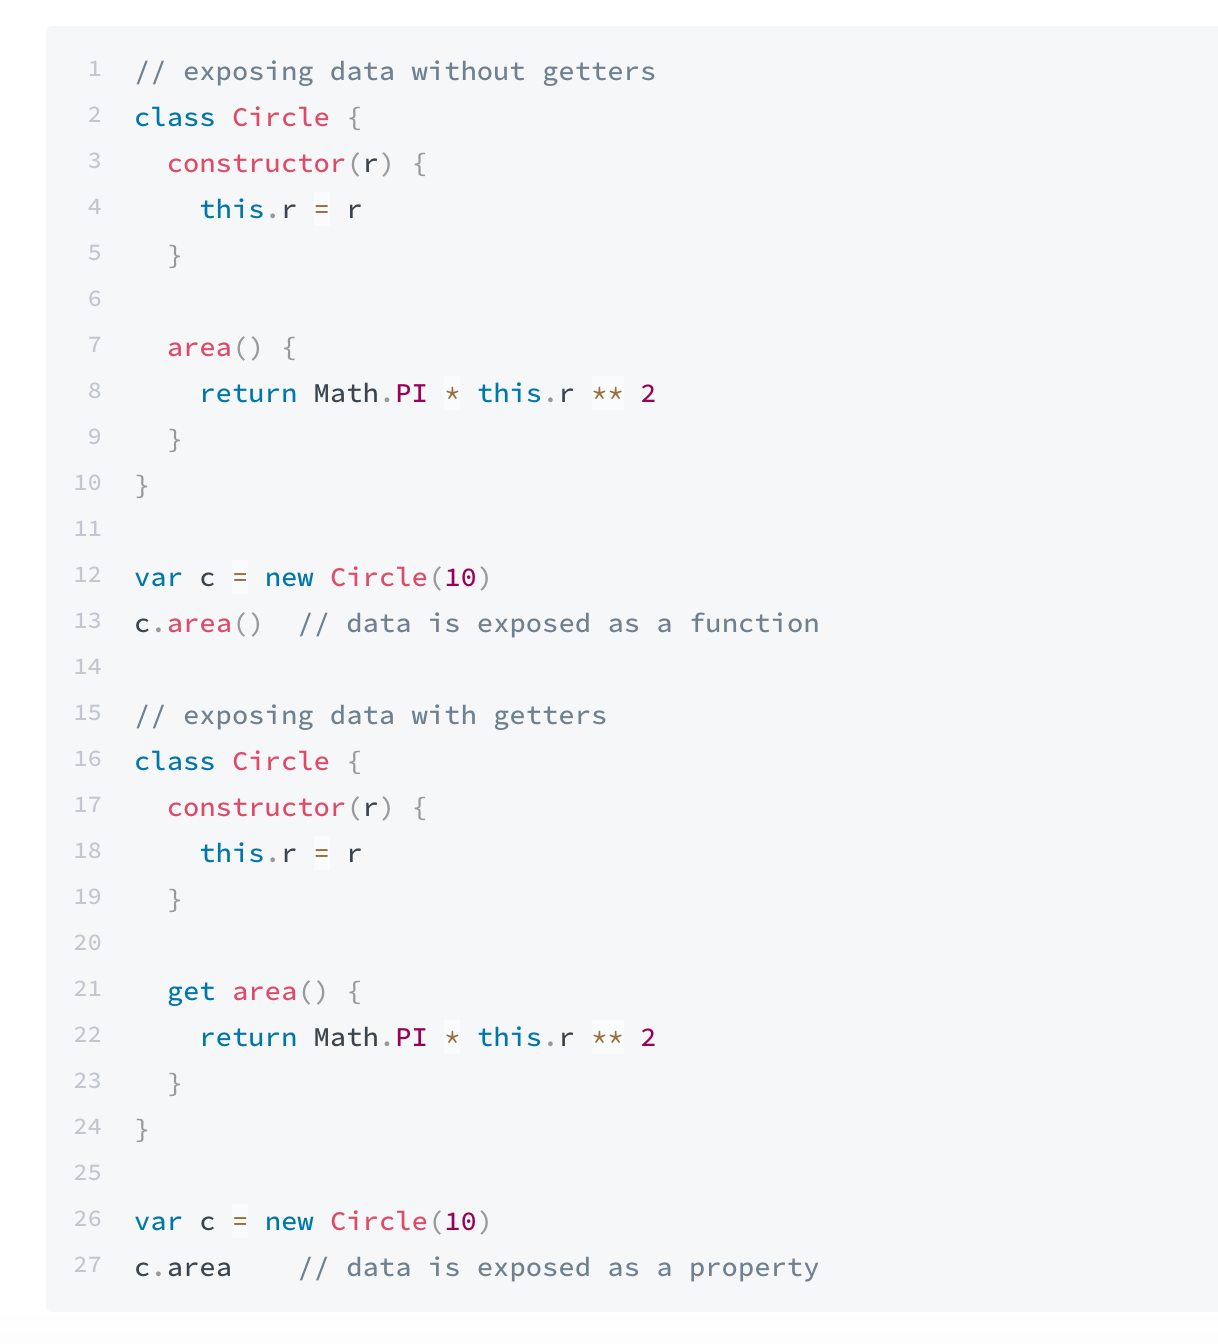 1 // exposing data without getters
2 class Circle {
3   constructor(r) {
4     this.r = r
5   }
6
7   area() {
8     return Math.PI * this.r ** 2
9   }
10 }
11
12 var c = new Circle(10)
13 c.area()  // data is exposed as a function
14
15 // exposing data with getters
16 class Circle {
17   constructor(r) {
18     this.r = r
19   }
20
21   get area() {
22     return Math.PI * this.r ** 2
23   }
24 }
25
26 var c = new Circle(10)
27 c.area    // data is exposed as a property